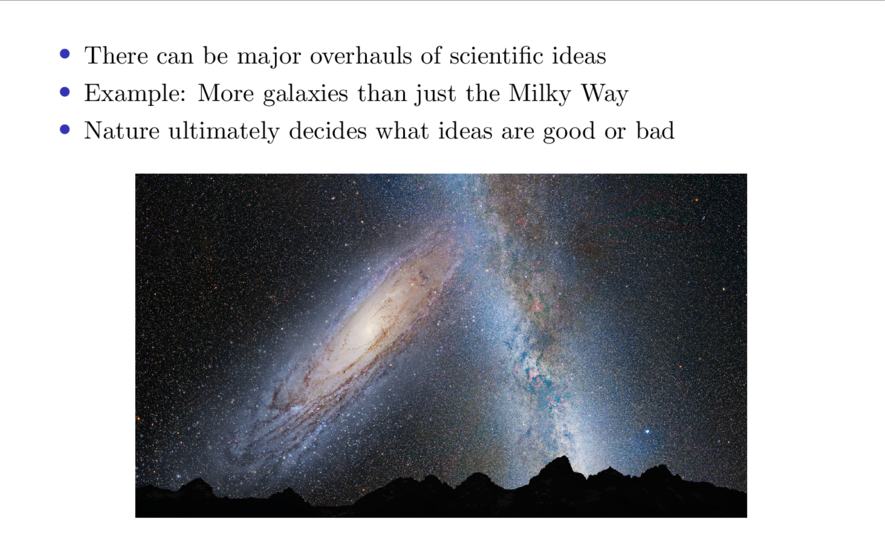 There can be major overhauls of scientific ideas
Example: More galaxies than just the Milky Way
Nature ultimately decides what ideas are good or bad